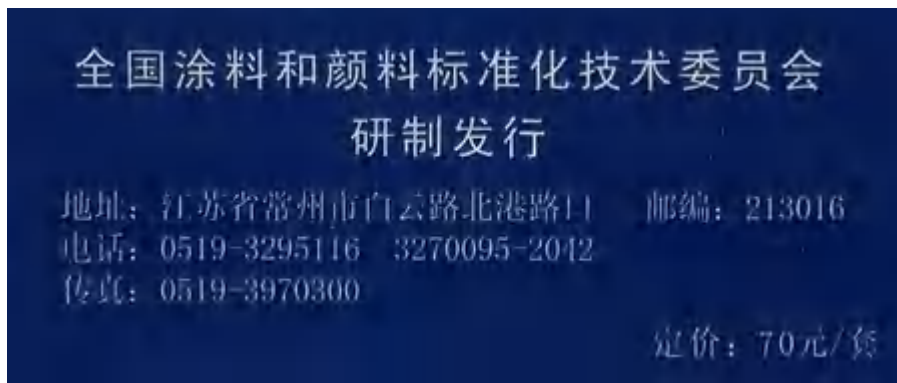 全国涂料和颜料标准化技术委员会
研制发行
地址：江苏省常州市白云路北港路口 邮编：213016
电话：0519-3295116 3270095-2042
传真：0519-3970300
定价：70元/套